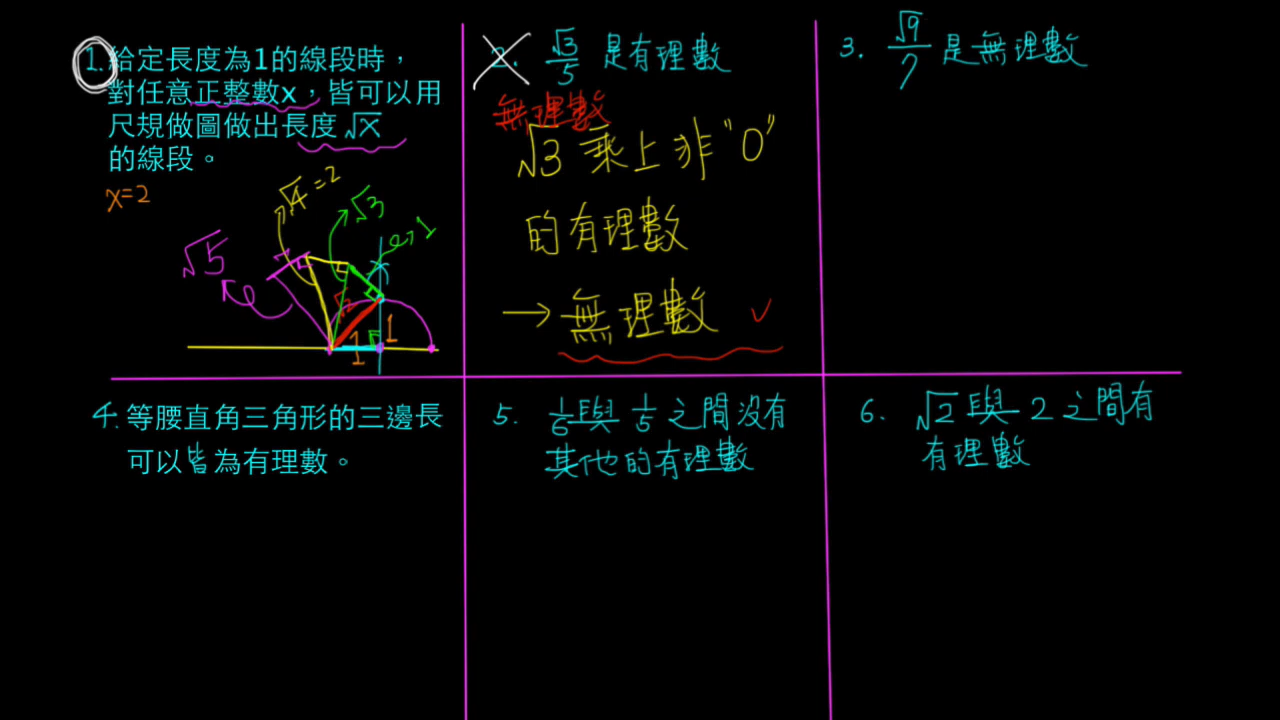 1. 給定長度為1的線段時，
對任意正整數x，皆可以用
尺規做圖做出長度 √x
的線段。
x=2
√4=2
√3
1
√5
1
√2
1
1
2. √3/5 是有理數
無理數
√3 乘上非"0"
的有理數
→ 無理數 ✓
3. √9/7 是無理數
4. 等腰直角三角形的三邊長
可以皆為有理數。
5. 1/6 與 1/5 之間沒有
其他的有理數
6. √2 與 2 之間有
有理數